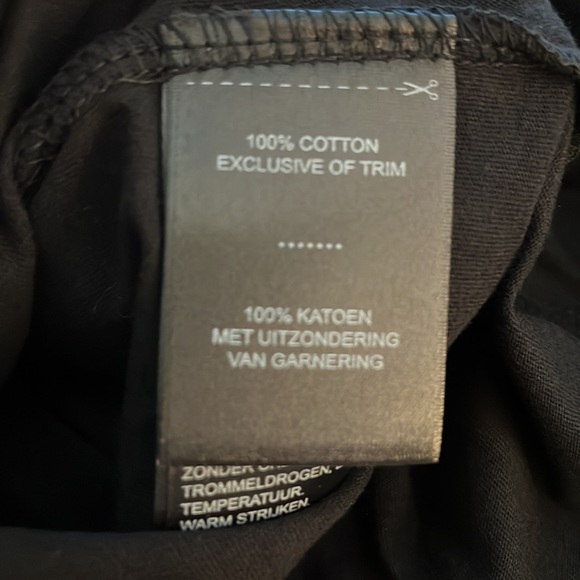 100% COTTON
EXCLUSIVE OF TRIM
.......
100% KATOEN
MET UITZONDERING
VAN GARNERING
ZONDER
TROMMELDROGEN,
TEMPERATUUR.
WARM STRIJKEN.